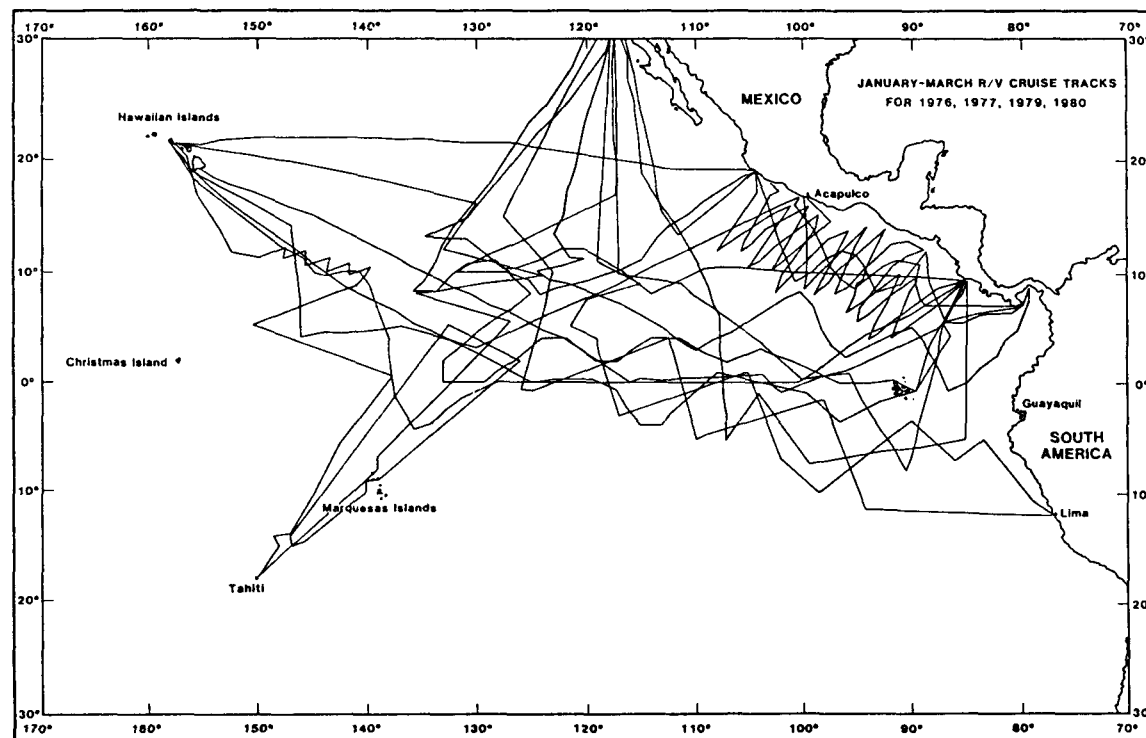 170° 160° 150° 140° 130° 120° 110° 100° 90° 80° 70°
30° 30°
JANUARY-MARCH R/V CRUISE TRACKS
FOR 1976, 1977, 1979, 1980
MEXICO
Hawaiian Islands
20° 20°
Acapulco
10° 10°
Christmas Island
0° 0°
Guayaquil
SOUTH
AMERICA
10° 10°
Marquesas Islands
Lima
Tahiti
20° 20°
30° 30°
170° 160° 150° 140° 130° 120° 110° 100° 90° 80° 70°